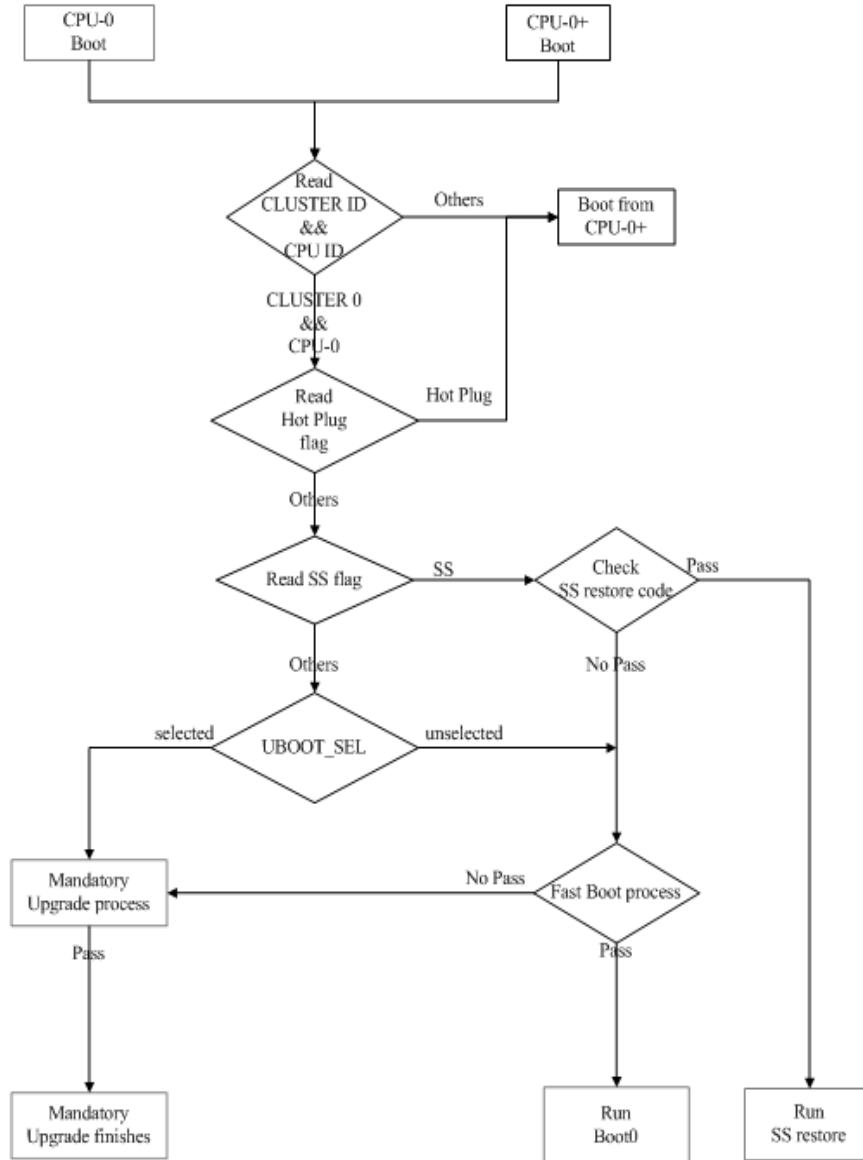 CPU-0
Boot
CPU-0+
Boot
Read
CLUSTER ID
&&
CPU ID
Others
Boot from
CPU-0+
CLUSTER 0
&&
CPU-0
Read
Hot Plug
flag
Hot Plug
Others
Read SS flag
SS
Check
SS restore code
Pass
Others
No Pass
selected
UBOOT_SEL
unselected
Mandatory
Upgrade process
No Pass
Fast Boot process
Pass
Pass
Mandatory
Upgrade finishes
Run
Boot0
Run
SS restore